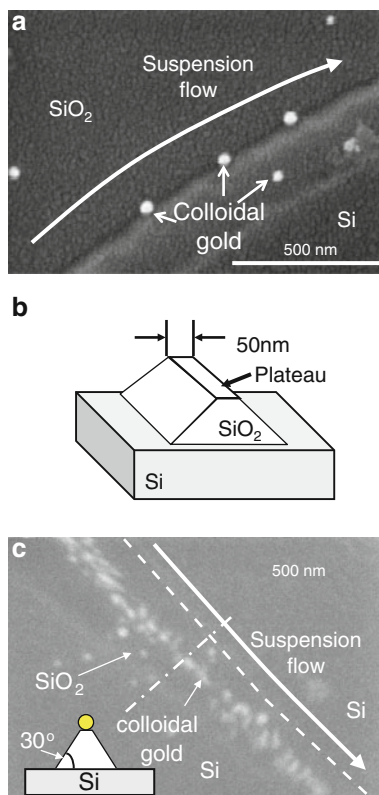 a
Suspension
flow
SiO₂
Colloidal
gold
Si
500 nm
b
50nm
Plateau
SiO₂
Si
c
500 nm
Suspension
flow
SiO₂
Si
colloidal
gold
30°
Si
Si